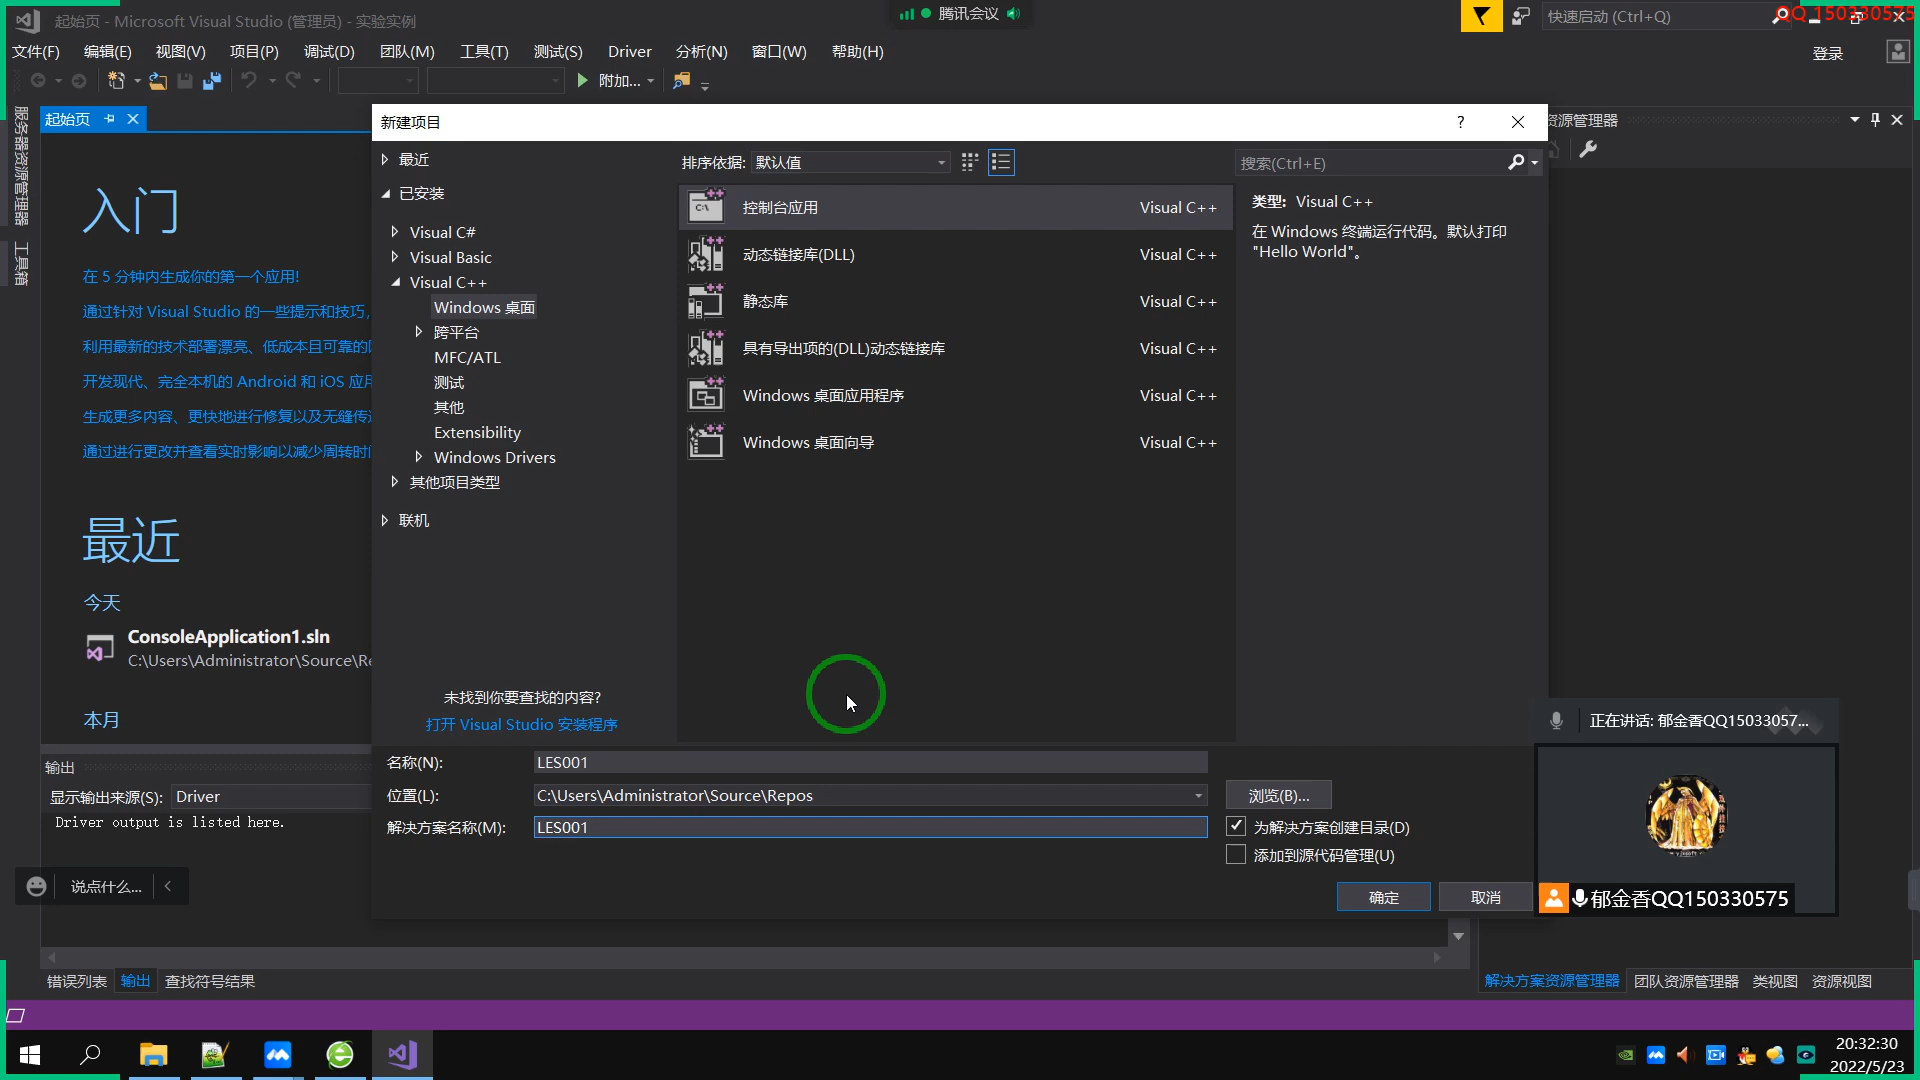 起始页 - Microsoft Visual Studio (管理员) - 实验实例
腾讯会议
快速启动 (Ctrl+Q)
QQ 150330575
文件(F) 编辑(E) 视图(V) 项目(P) 调试(D) 团队(M) 工具(T) 测试(S) Driver 分析(N) 窗口(W) 帮助(H)
登录
附加...
服务器资源管理器
工具箱
起始页
入门
在 5 分钟内生成你的第一个应用!
通过针对 Visual Studio 的一些提示和技巧,
利用最新的技术部署漂亮、低成本且可靠的
开发现代、完全本机的 Android 和 iOS 应用
生成更多内容、更快地进行修复以及无缝传
通过进行更改并查看实时影响以减少周转时
最近
今天
ConsoleApplication1.sln
C:\Users\Administrator\Source\Re
本月
新建项目
?
最近
已安装
Visual C#
Visual Basic
Visual C++
Windows 桌面
跨平台
MFC/ATL
测试
其他
Extensibility
Windows Drivers
其他项目类型
联机
未找到你要查找的内容?
打开 Visual Studio 安装程序
排序依据: 默认值
控制台应用 Visual C++
动态链接库(DLL) Visual C++
静态库 Visual C++
具有导出项的(DLL)动态链接库 Visual C++
Windows 桌面应用程序 Visual C++
Windows 桌面向导 Visual C++
搜索(Ctrl+E)
类型: Visual C++
在 Windows 终端运行代码。默认打印
"Hello World"。
名称(N): LES001
位置(L): C:\Users\Administrator\Source\Repos
浏览(B)...
解决方案名称(M): LES001
为解决方案创建目录(D)
添加到源代码管理(U)
确定 取消
资源管理器
正在讲话: 郁金香QQ15033057...
郁金香QQ150330575
输出
显示输出来源(S): Driver
Driver output is listed here.
说点什么...
错误列表 输出 查找符号结果
解决方案资源管理器 团队资源管理器 类视图 资源视图
20:32:30
2022/5/23